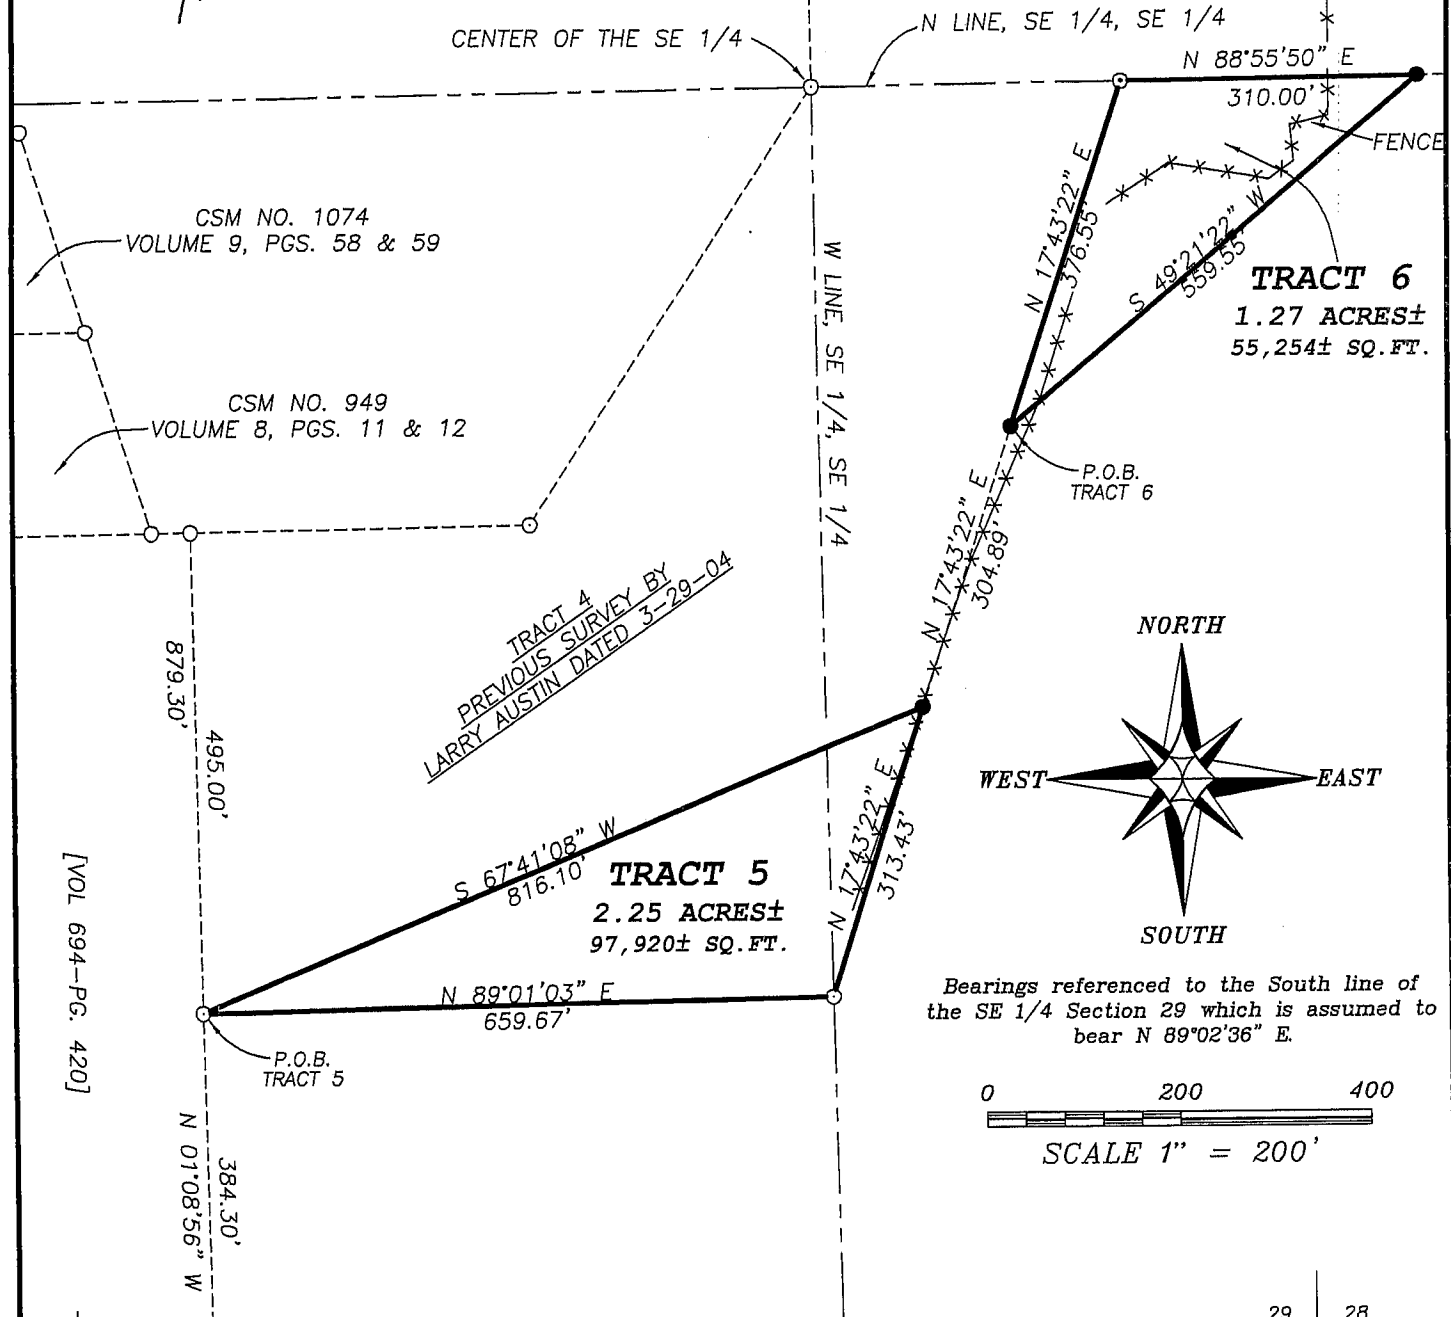 CENTER OF THE SE 1/4
N LINE, SE 1/4, SE 1/4
N 88°55'50" E
310.00'
FENCE
CSM NO. 1074
VOLUME 9, PGS. 58 & 59
N 17°43'22" E
376.55'
S 49°21'22" W
559.55'
TRACT 6
1.27 ACRES±
55,254± SQ.FT.
W LINE, SE 1/4, SE 1/4
CSM NO. 949
VOLUME 8, PGS. 11 & 12
P.O.B.
TRACT 6
N 17°43'22" E
304.89'
TRACT 4
PREVIOUS SURVEY BY
LARRY AUSTIN DATED 3-29-04
NORTH
WEST
EAST
SOUTH
879.30'
495.00'
[VOL 694-PG. 420]
S 67°41'08" W
816.10'
TRACT 5
2.25 ACRES±
97,920± SQ.FT.
N 17°43'22" E
313.43'
N 89°01'03" E
659.67'
P.O.B.
TRACT 5
Bearings referenced to the South line of
the SE 1/4 Section 29 which is assumed to
bear N 89°02'36" E.
0 200 400
SCALE 1" = 200'
N 01°08'56" W
384.30'
29 28